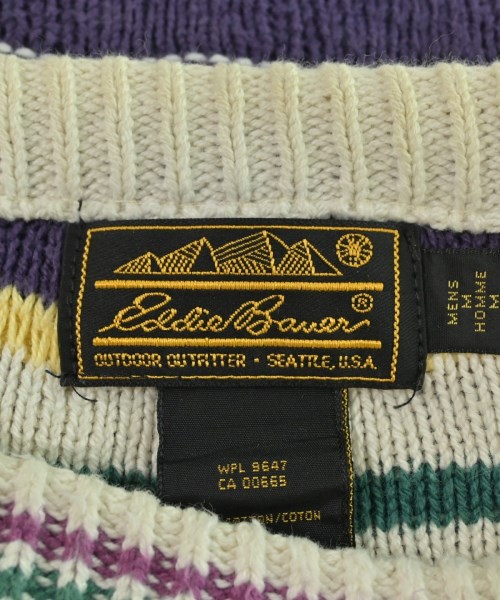 Eddie Bauer®
OUTDOOR OUTFITTER • SEATTLE, U.S.A.
MENS
M
HOMME
M
WPL 9647
CA 00665
COTTON/COTON